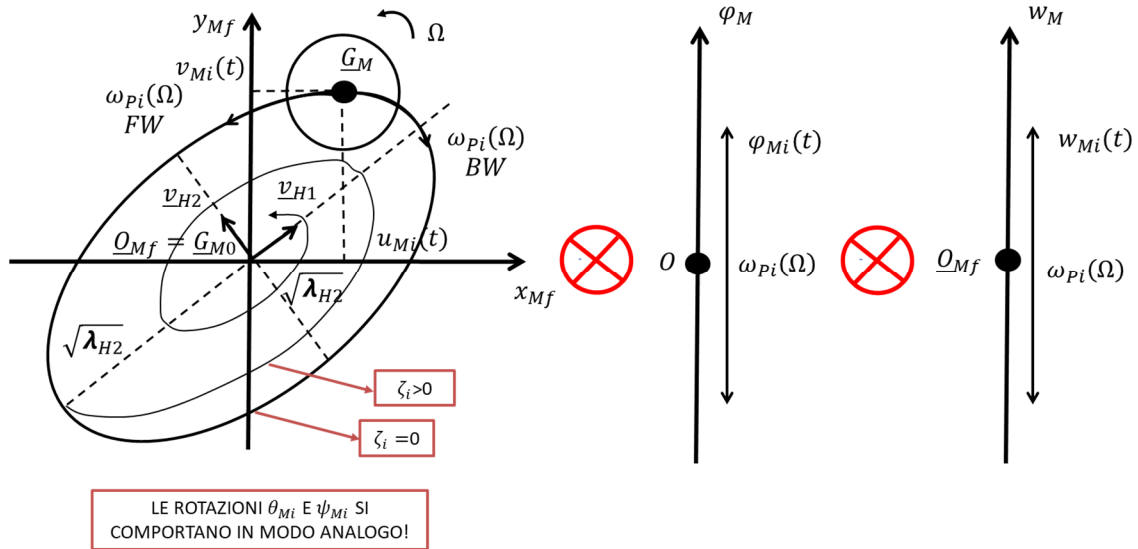 y_Mf
v_Mi(t)
Ω
G_M
ω_Pi(Ω)
FW
ω_Pi(Ω)
BW
v_H2
v_H1
O_Mf = G_M0
u_Mi(t)
x_Mf
√λ_H2
√λ_H2
ζ_i>0
ζ_i =0
LE ROTAZIONI θ_Mi E ψ_Mi SI
COMPORTANO IN MODO ANALOGO!
φ_M
φ_Mi(t)
O
ω_Pi(Ω)
w_M
w_Mi(t)
O_Mf
ω_Pi(Ω)